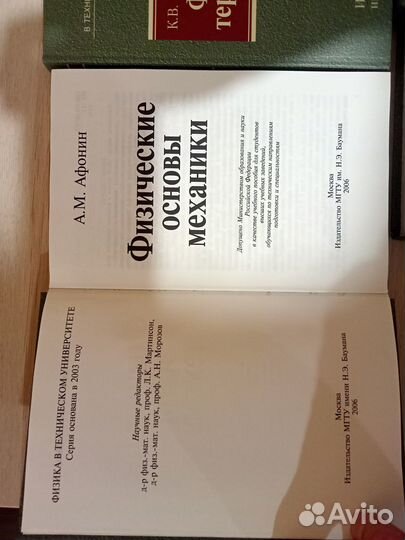 В ТЕХНИ
К.В.
ФИЗИКА В ТЕХНИЧЕСКОМ УНИВЕРСИТЕТЕ
Серия основана в 2003 году
Научные редакторы
д-р физ.-мат. наук, проф. Л.К. Мартинсон,
д-р физ.-мат. наук, проф. А.Н. Морозов
Москва
Издательство МГТУ имени Н.Э. Баумана
2006
А.М. Афонин
Физические
основы
механики
Допущено Министерством образования и науки
Российской Федерации
в качестве учебного пособия для студентов
высших учебных заведений,
обучающихся по техническим направлениям
подготовки и специальностям
Москва
Издательство МГТУ им. Н.Э. Баумана
2006
Avito